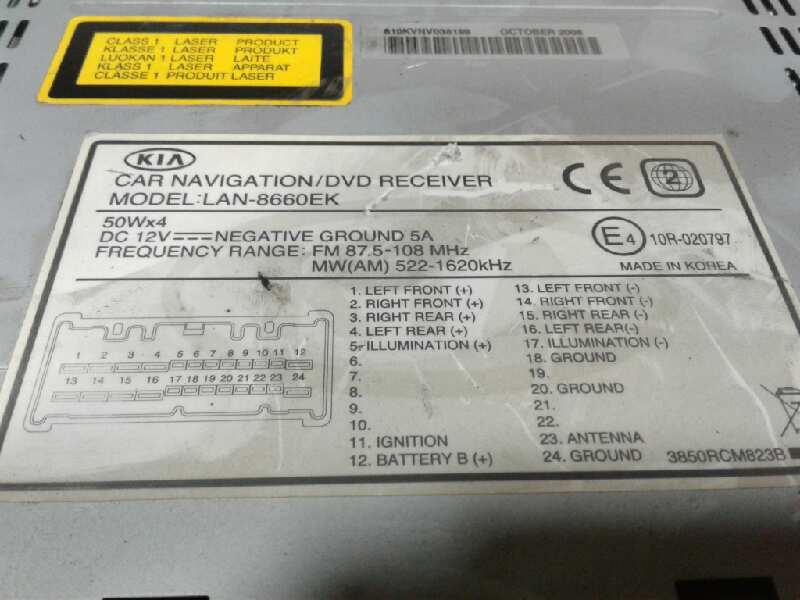 CLASS 1 LASER PRODUCT
KLASSE 1 LASER PRODUKT
LUOKAN 1 LASER LAITE
KLASS 1 LASER APPARAT
CLASSE 1 PRODUIT LASER
OCTOBER 2006
KIA
CAR NAVIGATION/DVD RECEIVER
MODEL:LAN-8660EK
50Wx4
DC 12V NEGATIVE GROUND 5A
FREQUENCY RANGE: FM 87.5-108 MHz
MW(AM) 522-1620kHz
CE
2
E4 10R-020797
MADE IN KOREA
1 2 3 4 5 6 7 8 9 10 11 12
13 14 15 16 17 18 19 20 21 22 23 24
1. LEFT FRONT (+)
2. RIGHT FRONT (+)
3. RIGHT REAR (+)
4. LEFT REAR (+)
5. ILLUMINATION (+)
6.
7.
8.
9.
10.
11. IGNITION
12. BATTERY B (+)
13. LEFT FRONT (-)
14. RIGHT FRONT (-)
15. RIGHT REAR (-)
16. LEFT REAR(-)
17. ILLUMINATION (-)
18. GROUND
19.
20. GROUND
21.
22.
23. ANTENNA
24. GROUND
3850RCM823B